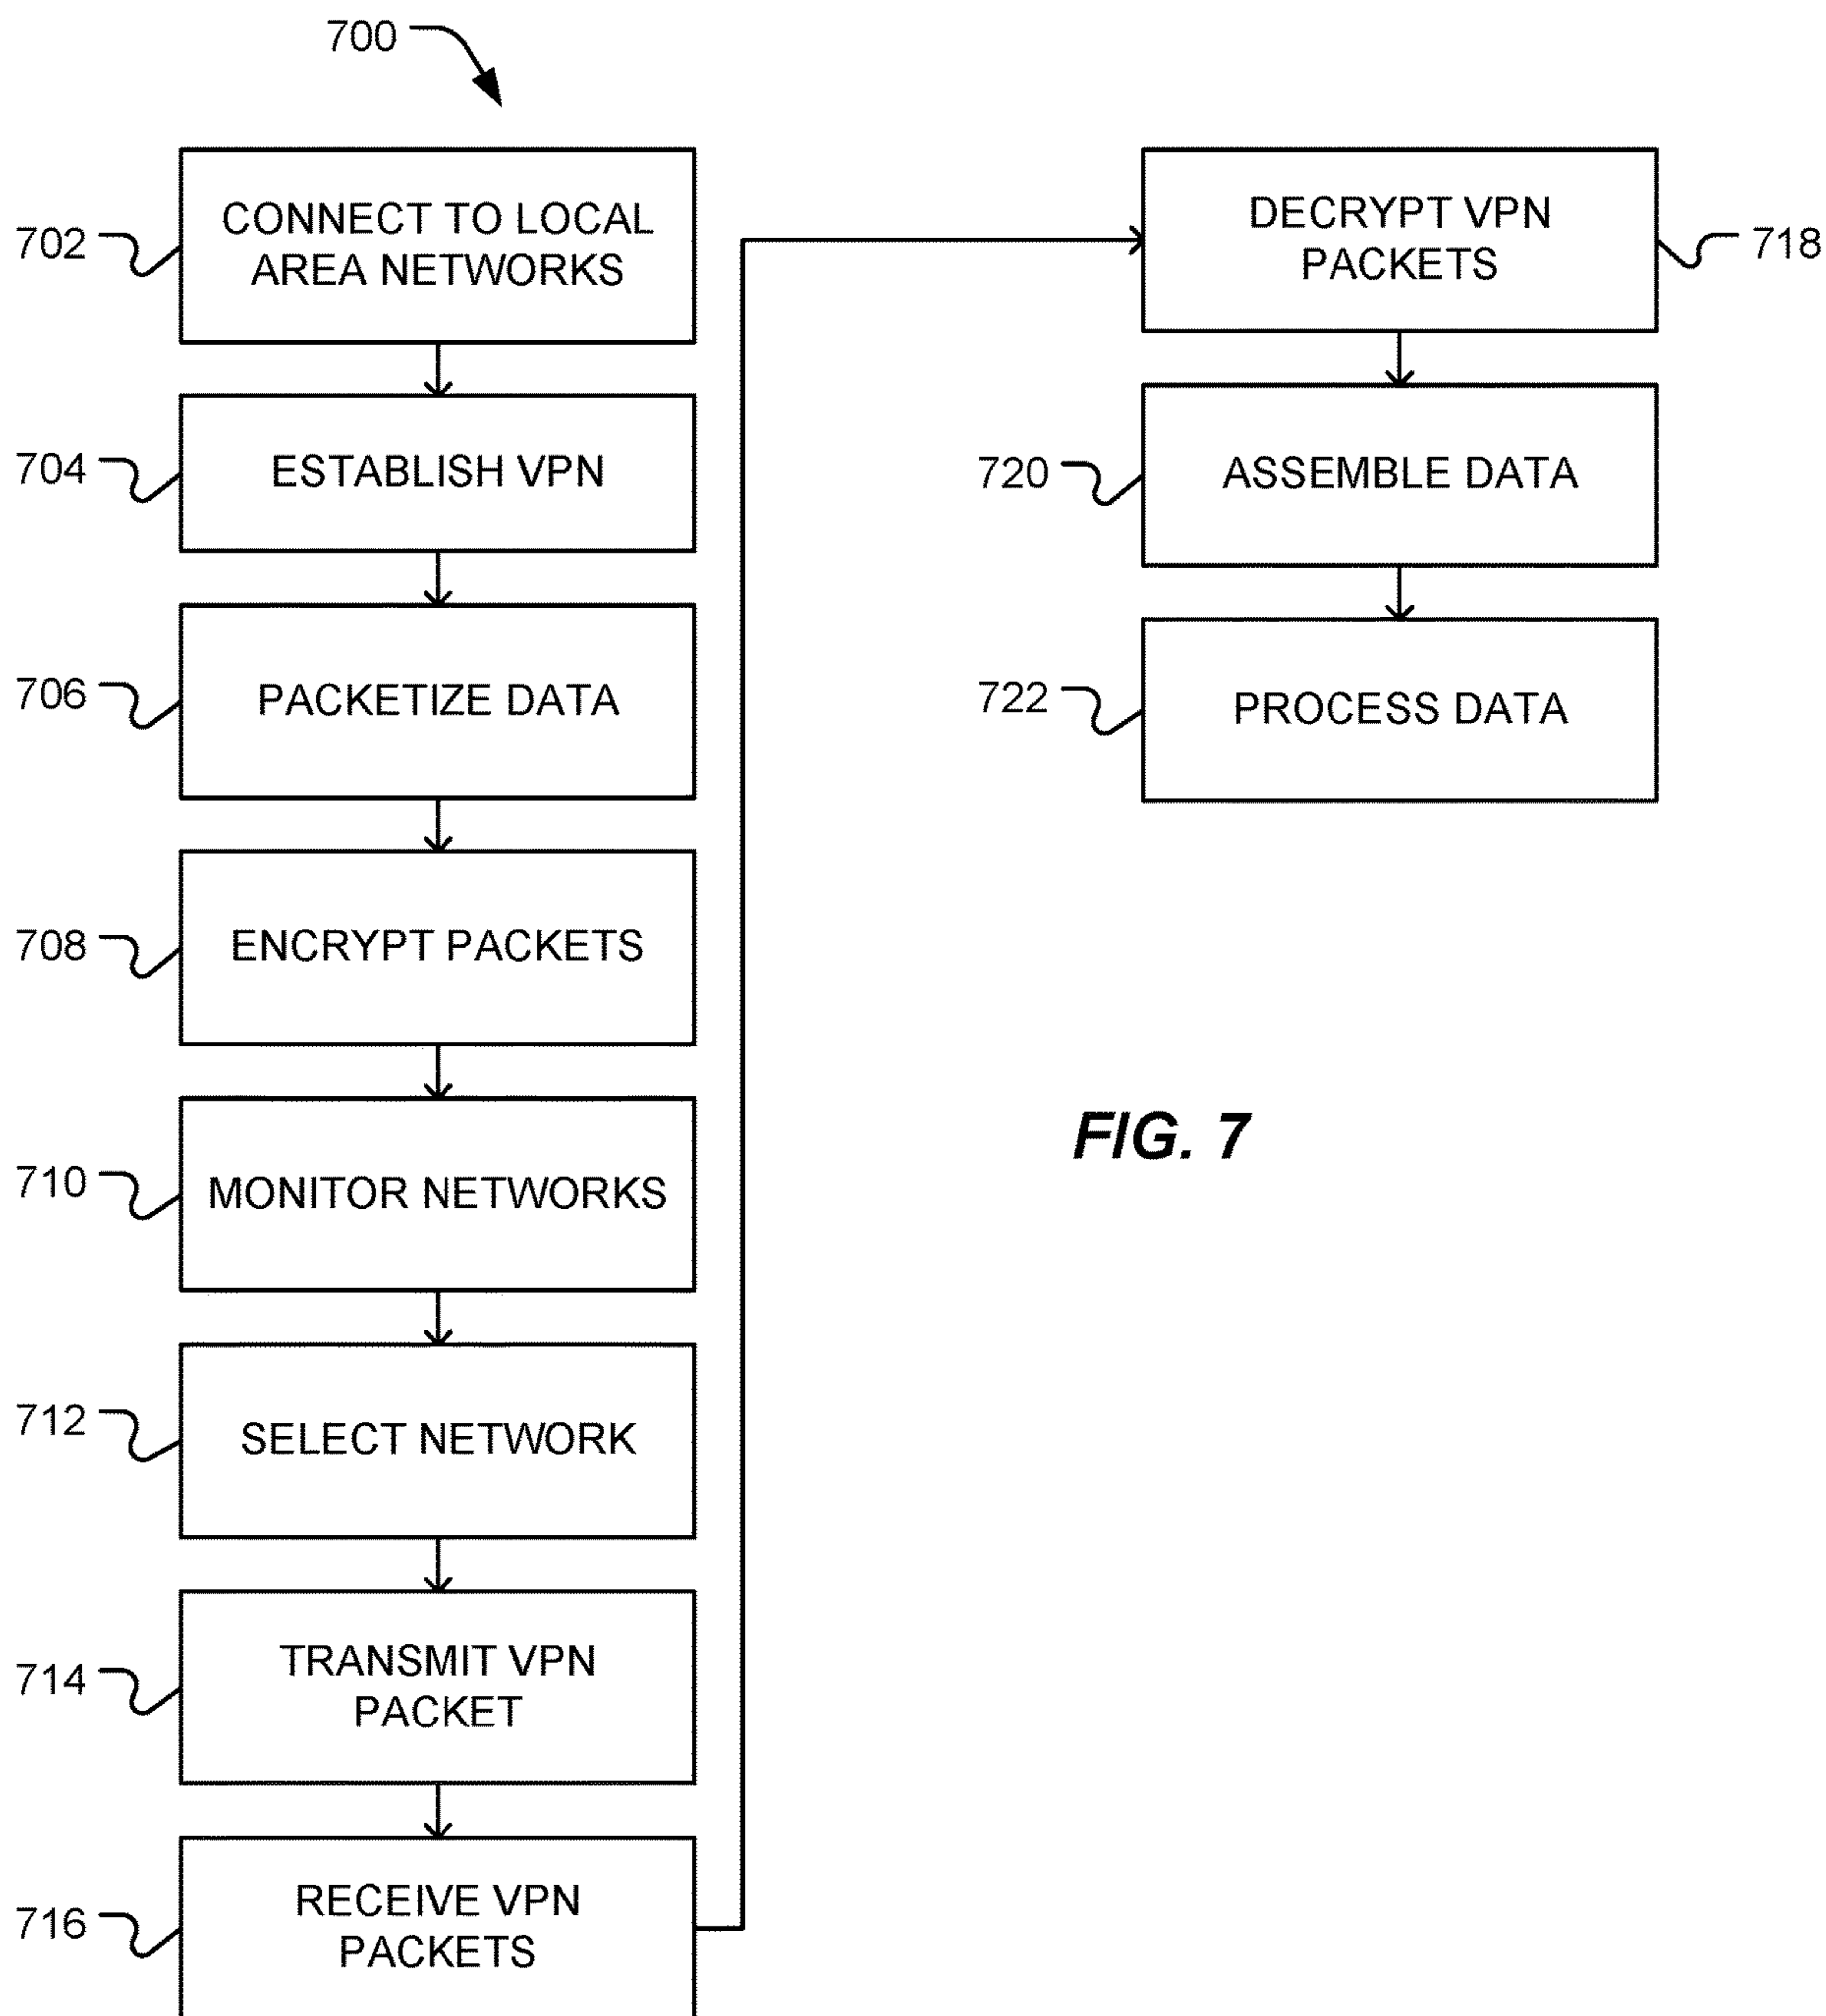 700
702
CONNECT TO LOCAL
AREA NETWORKS
704
ESTABLISH VPN
706
PACKETIZE DATA
708
ENCRYPT PACKETS
710
MONITOR NETWORKS
712
SELECT NETWORK
714
TRANSMIT VPN
PACKET
716
RECEIVE VPN
PACKETS
DECRYPT VPN
PACKETS
718
720
ASSEMBLE DATA
722
PROCESS DATA
FIG. 7